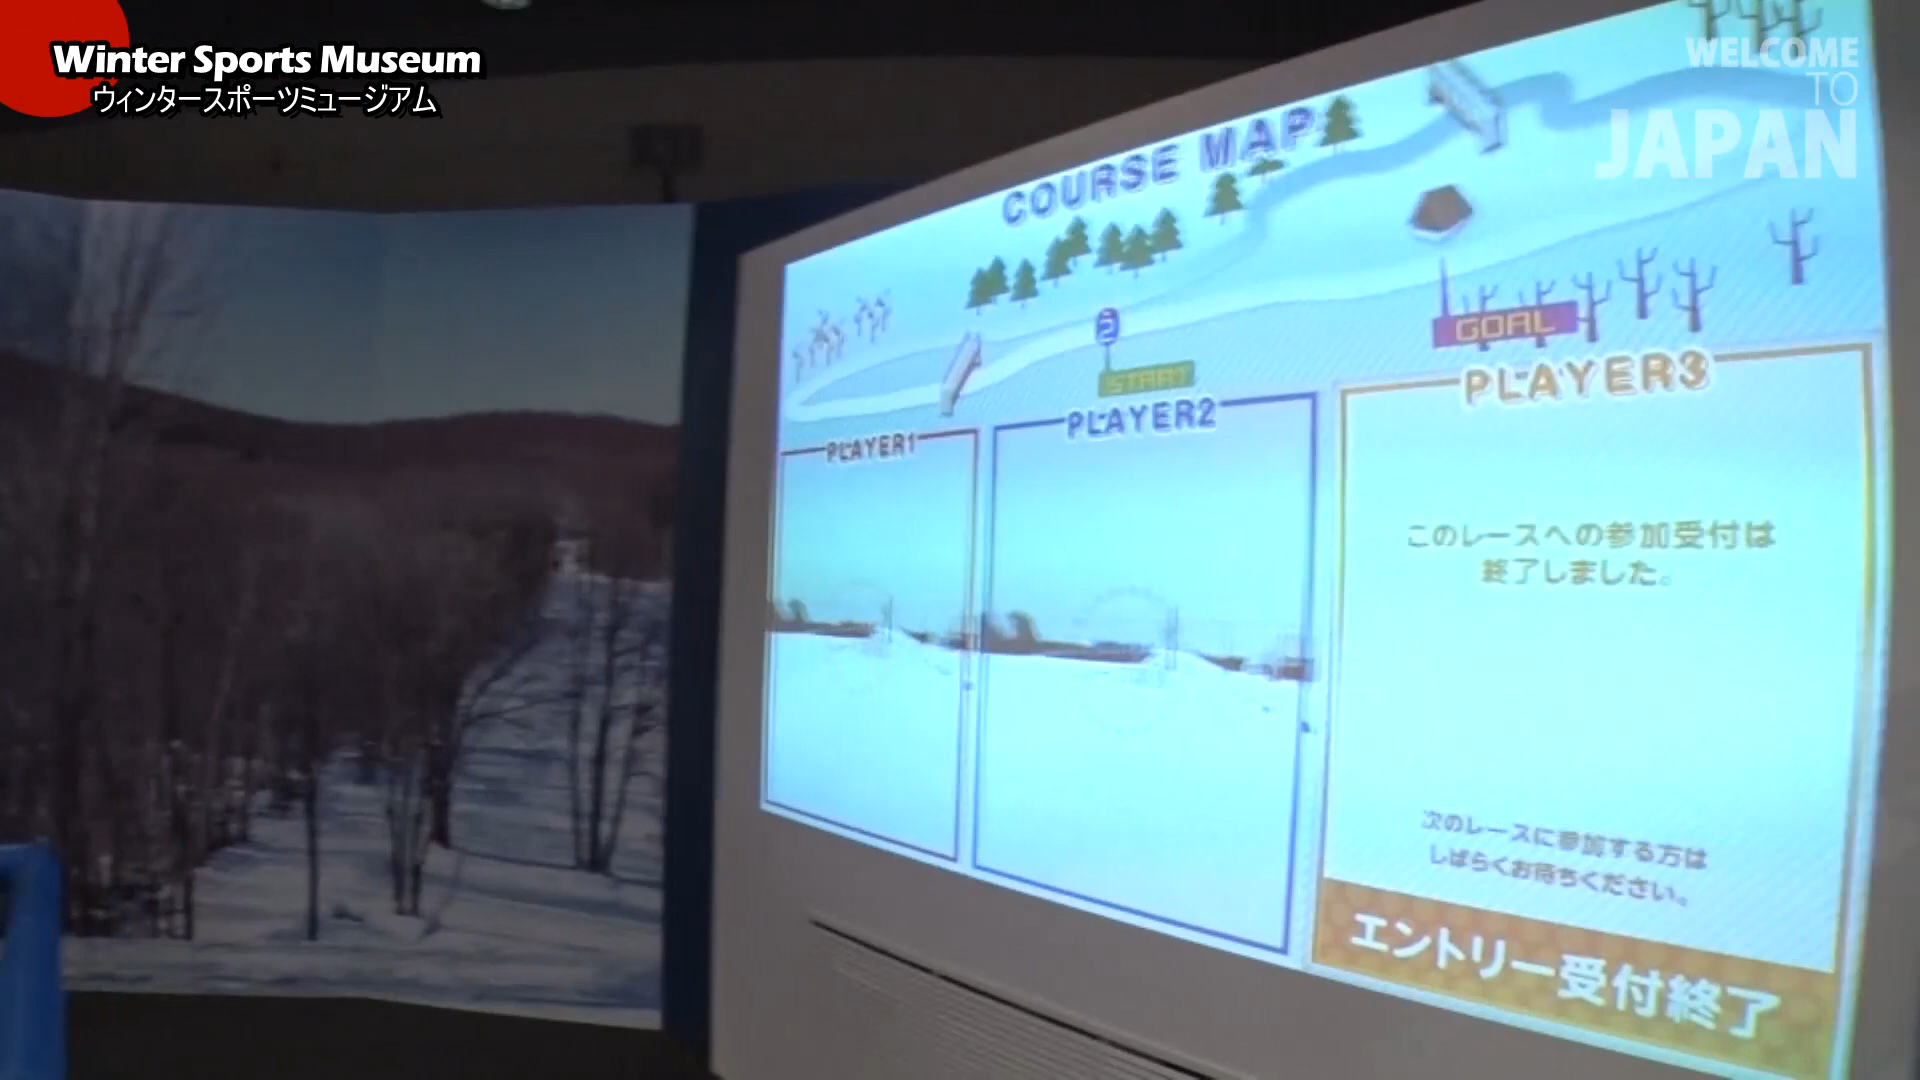 Winter Sports Museum
ウィンタースポーツミュージアム
WELCOME
TO
JAPAN
COURSE MAP
2
START
GOAL
PLAYER1
PLAYER2
PLAYER3
このレースへの参加受付は
終了しました。
次のレースに参加する方は
しばらくお待ちください。
エントリー受付終了